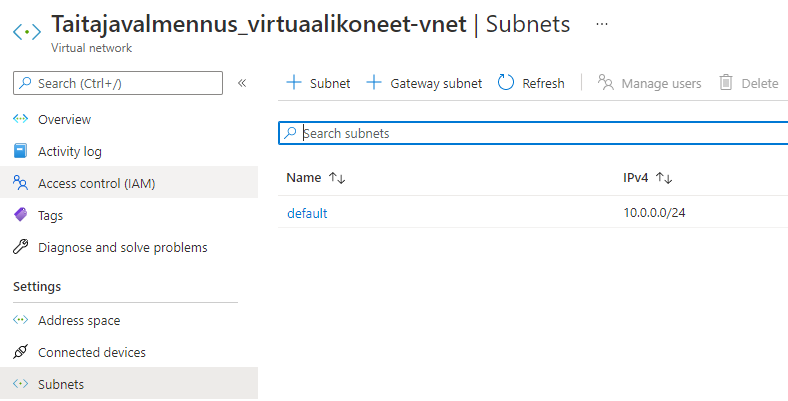 Taitajavalmennus_virtuaalikoneet-vnet | Subnets ...
Virtual network
Search (Ctrl+/) «
+ Subnet + Gateway subnet Refresh Manage users Delete
Overview
Activity log
Access control (IAM)
Tags
Diagnose and solve problems
Settings
Address space
Connected devices
Subnets
Search subnets
Name ↑↓ IPv4 ↑↓
default 10.0.0.0/24